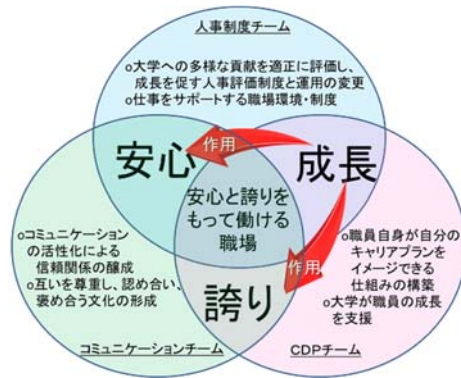 人事制度チーム
o大学への多様な貢献を適正に評価し、
成長を促す人事評価制度と運用の変更
o仕事をサポートする職場環境・制度
安心
作用
成長
安心と誇りを
もって働ける
職場
oコミュニケーション
の活性化による
信頼関係の醸成
o互いを尊重し、認め合い、
褒め合う文化の形成
コミュニケーションチーム
作用
誇り
o職員自身が自分の
キャリアプランを
イメージできる
仕組みの構築
o大学が職員の成長
を支援
CDPチーム